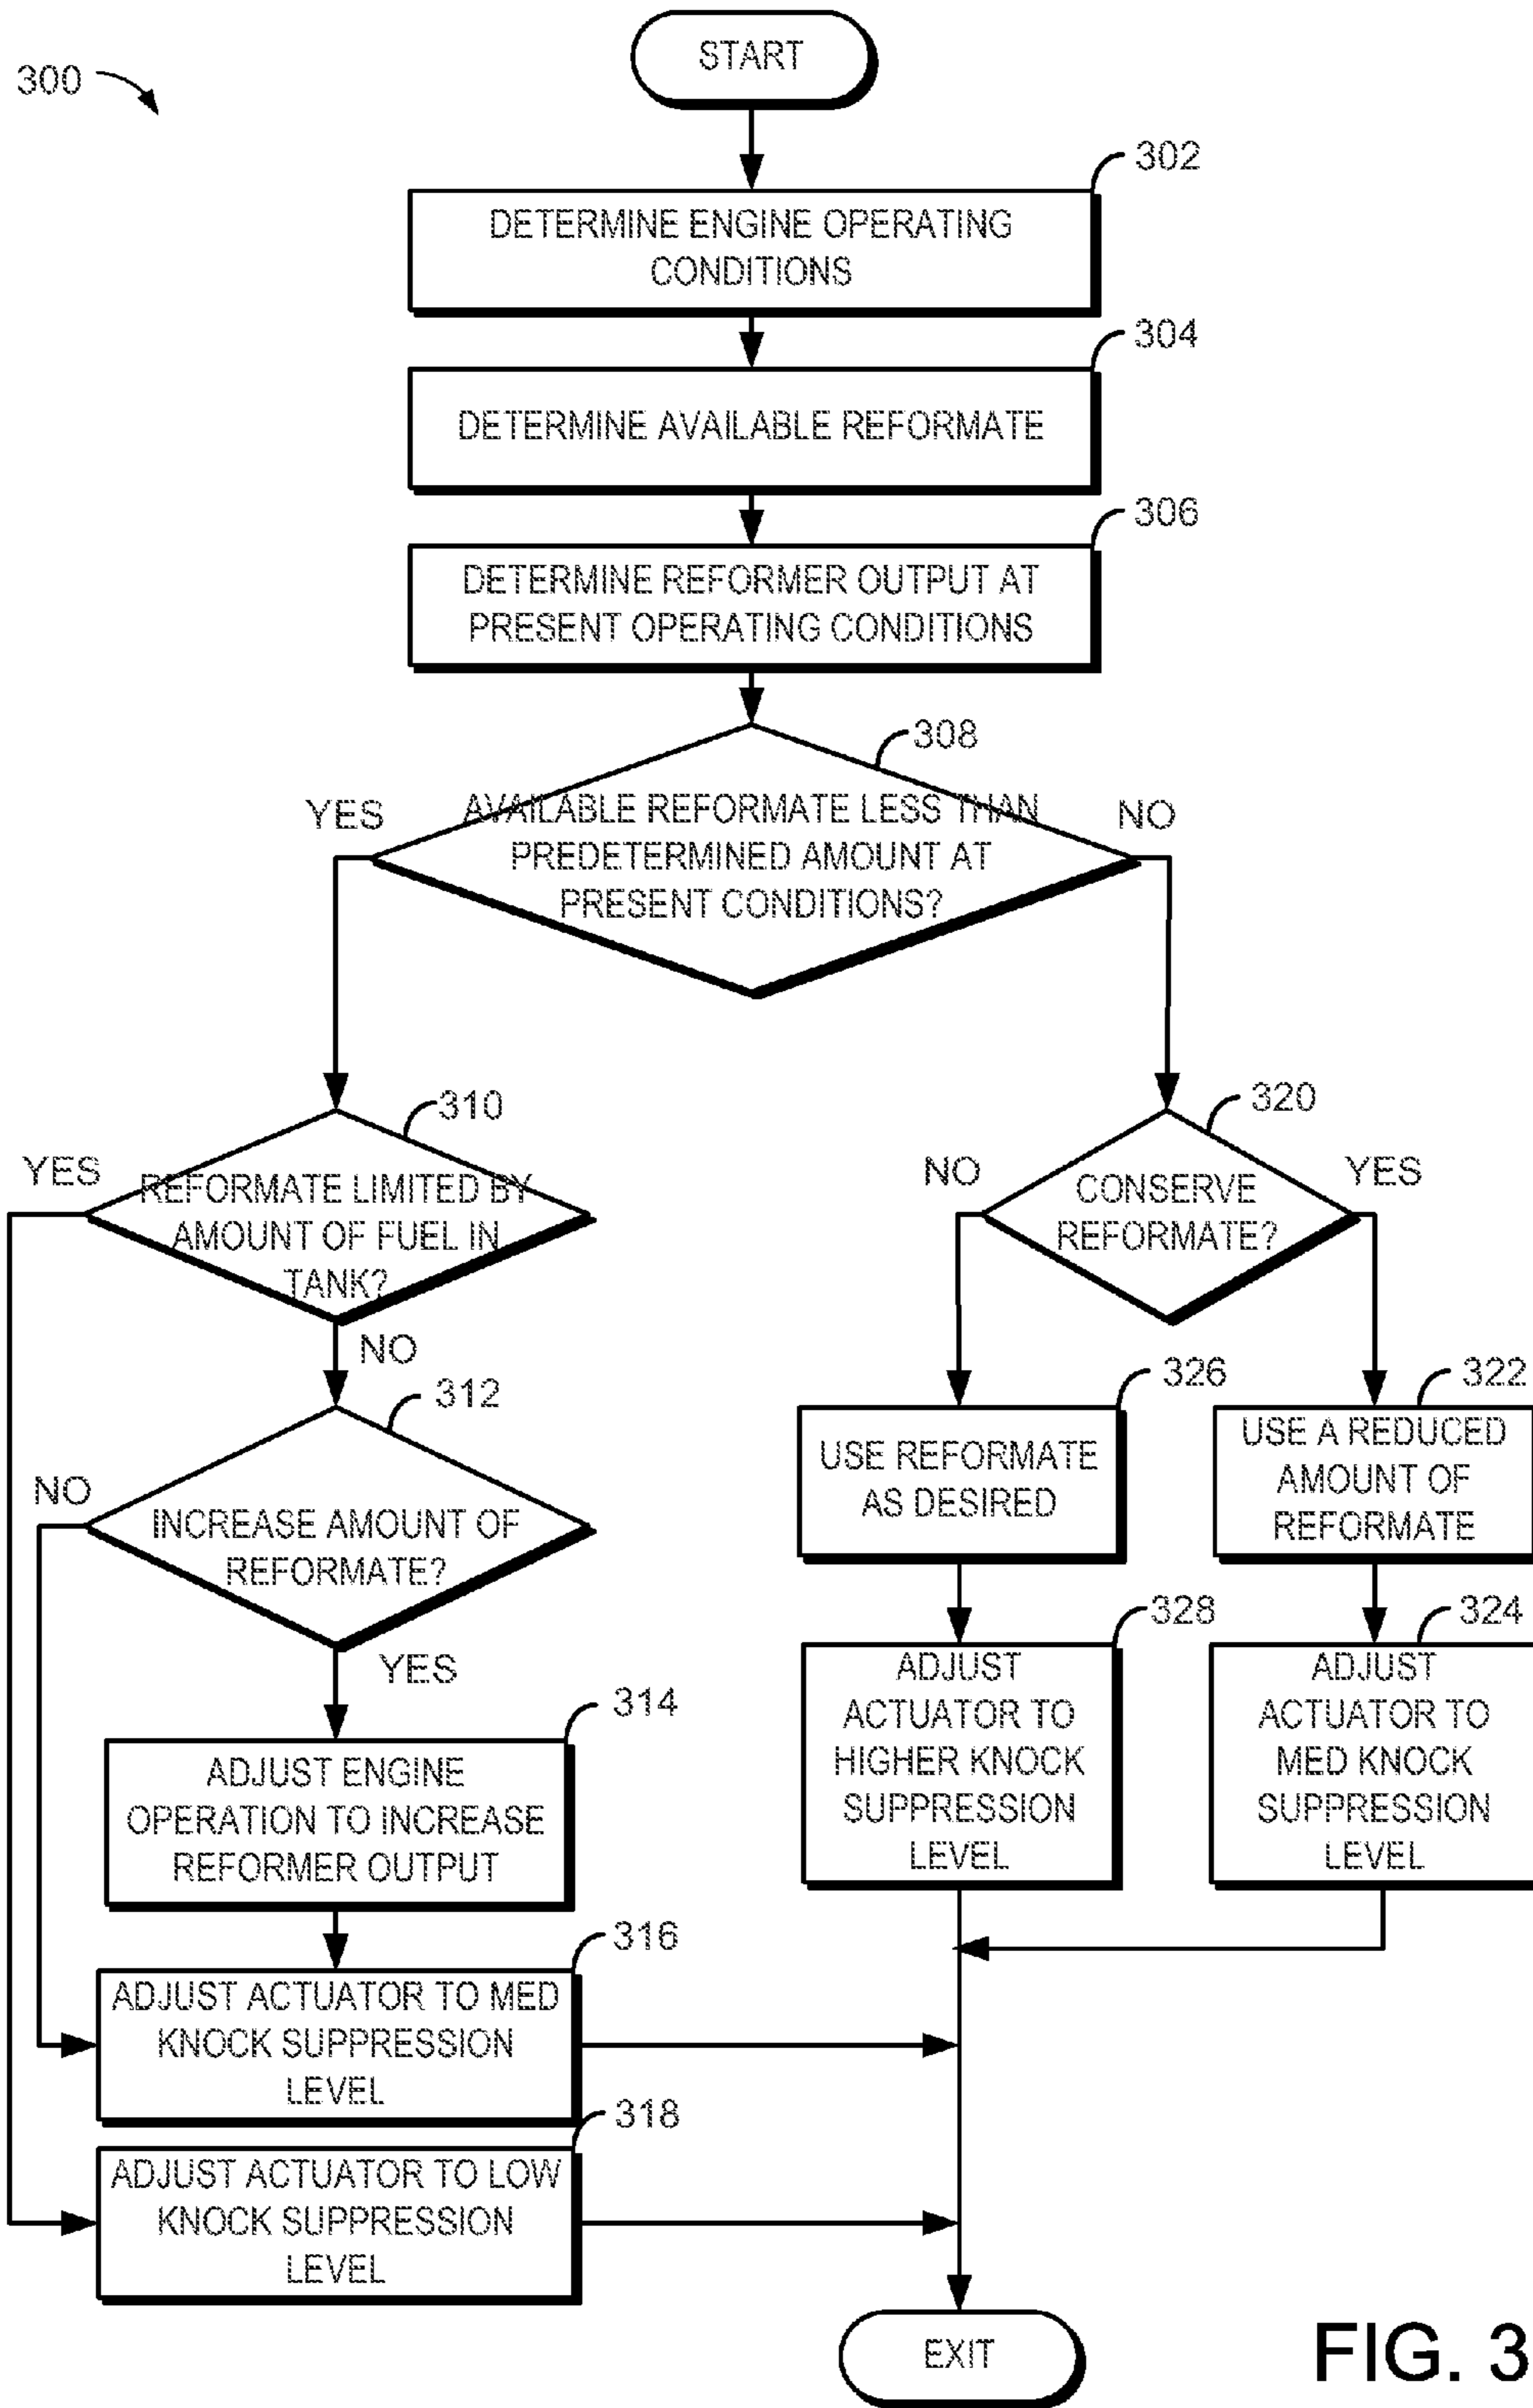 START
300
302
DETERMINE ENGINE OPERATING
CONDITIONS
304
DETERMINE AVAILABLE REFORMATE
306
DETERMINE REFORMER OUTPUT AT
PRESENT OPERATING CONDITIONS
308
YES
AVAILABLE REFORMATE LESS THAN
PREDETERMINED AMOUNT AT
PRESENT CONDITIONS?
NO
310
YES
REFORMATE LIMITED BY
AMOUNT OF FUEL IN
TANK?
NO
320
NO
CONSERVE
REFORMATE?
YES
312
NO
INCREASE AMOUNT OF
REFORMATE?
YES
326
USE REFORMATE
AS DESIRED
322
USE A REDUCED
AMOUNT OF
REFORMATE
314
ADJUST ENGINE
OPERATION TO INCREASE
REFORMER OUTPUT
328
ADJUST
ACTUATOR TO
HIGHER KNOCK
SUPPRESSION
LEVEL
324
ADJUST
ACTUATOR TO
MED KNOCK
SUPPRESSION
LEVEL
316
ADJUST ACTUATOR TO MED
KNOCK SUPPRESSION
LEVEL
318
ADJUST ACTUATOR TO LOW
KNOCK SUPPRESSION
LEVEL
EXIT
FIG. 3